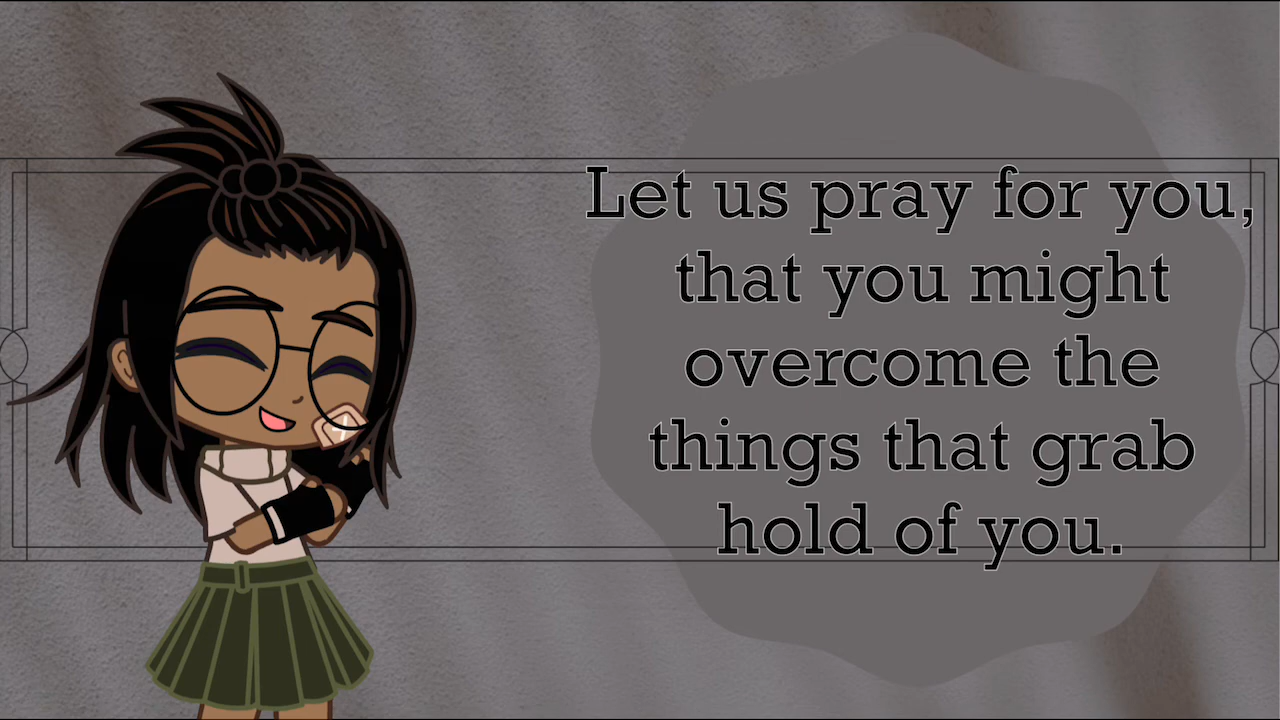 Let us pray for you,
that you might
overcome the
things that grab
hold of you.